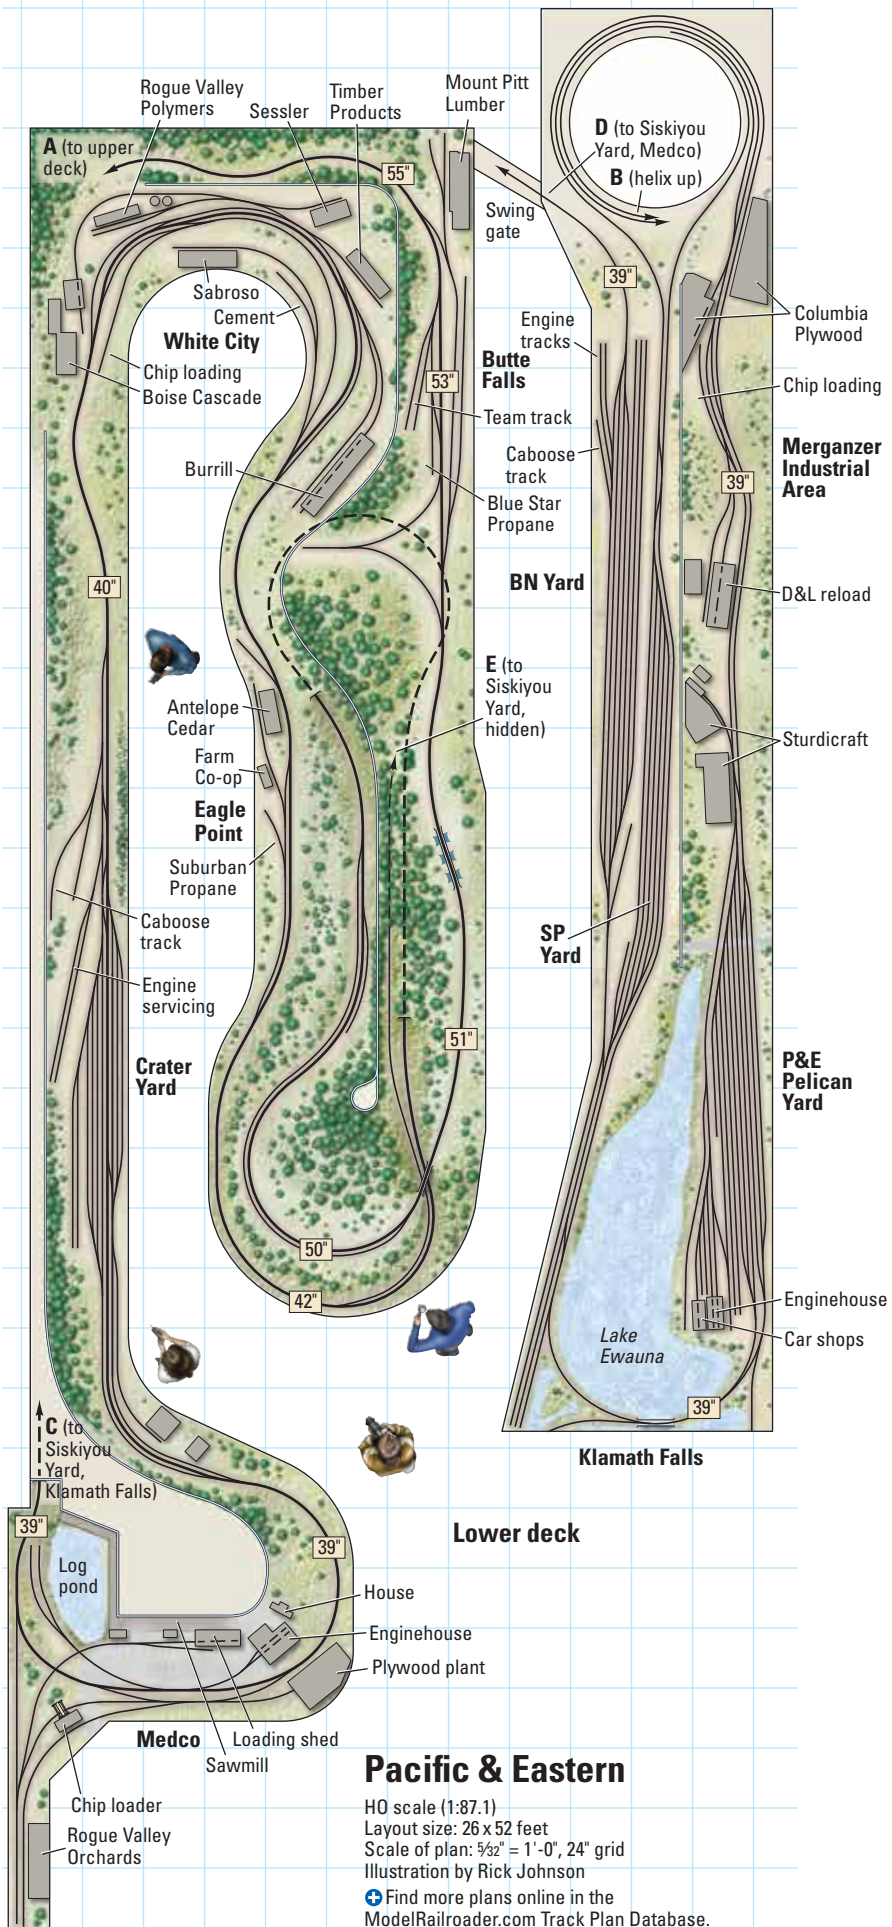 Rogue Valley
Polymers
Sessler
Timber
Products
Mount Pitt
Lumber
A (to upper
deck)
55"
D (to Siskiyou
Yard, Medco)
B (helix up)
Swing
gate
39"
Sabroso
Cement
White City
Chip loading
Boise Cascade
Engine
tracks
Butte
Falls
53"
Team track
Columbia
Plywood
Chip loading
Burrill
Caboose
track
Blue Star
Propane
Merganzer
Industrial
Area
39"
40"
BN Yard
D&L reload
E (to
Siskiyou
Yard,
hidden)
Antelope
Cedar
Farm
Co-op
Eagle
Point
Suburban
Propane
Sturdicraft
Caboose
track
SP
Yard
Engine
servicing
51"
Crater
Yard
P&E
Pelican
Yard
50"
42"
Enginehouse
Car shops
Lake
Ewauna
39"
Klamath Falls
C (to
Siskiyou
Yard,
Klamath Falls)
39"
39"
Lower deck
Log
pond
House
Enginehouse
Plywood plant
Medco
Loading shed
Sawmill
Chip loader
Rogue Valley
Orchards
Pacific & Eastern
HO scale (1:87.1)
Layout size: 26 x 52 feet
Scale of plan: 5⁄32" = 1'-0", 24" grid
Illustration by Rick Johnson
Find more plans online in the
ModelRailroader.com Track Plan Database.